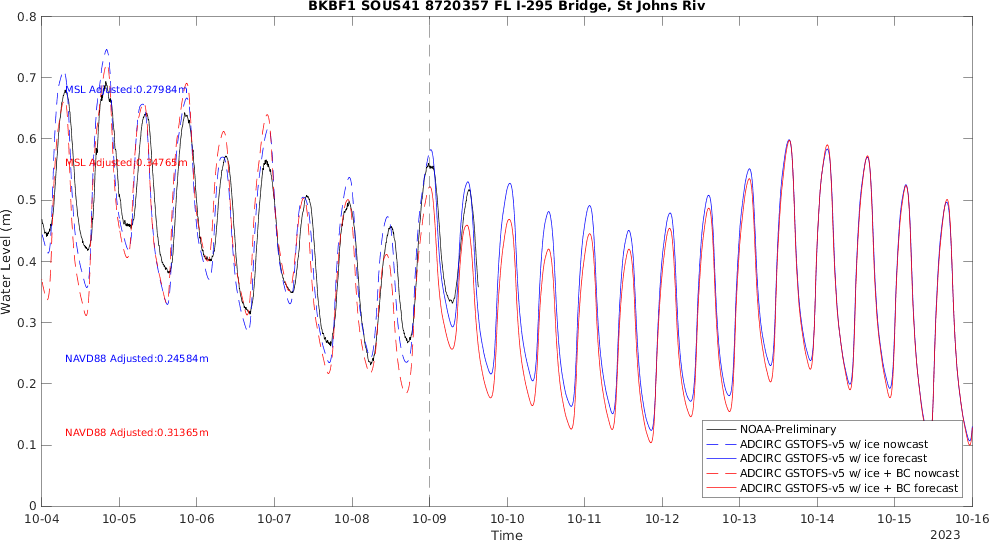 BKBF1 SOUS41 8720357 FL I-295 Bridge, St Johns Riv
0.8
0.7
0.6
0.5
0.4
0.3
0.2
0.1
0
Water Level (m)
MSL Adjusted:0.27984m
MSL Adjusted:0.34765m
NAVD88 Adjusted:0.24584m
NAVD88 Adjusted:0.31365m
NOAA-Preliminary
ADCIRC GSTOFS-v5 w/ ice nowcast
ADCIRC GSTOFS-v5 w/ ice forecast
ADCIRC GSTOFS-v5 w/ ice + BC nowcast
ADCIRC GSTOFS-v5 w/ ice + BC forecast
10-04 10-05 10-06 10-07 10-08 10-09 10-10 10-11 10-12 10-13 10-14 10-15 10-16
Time
2023